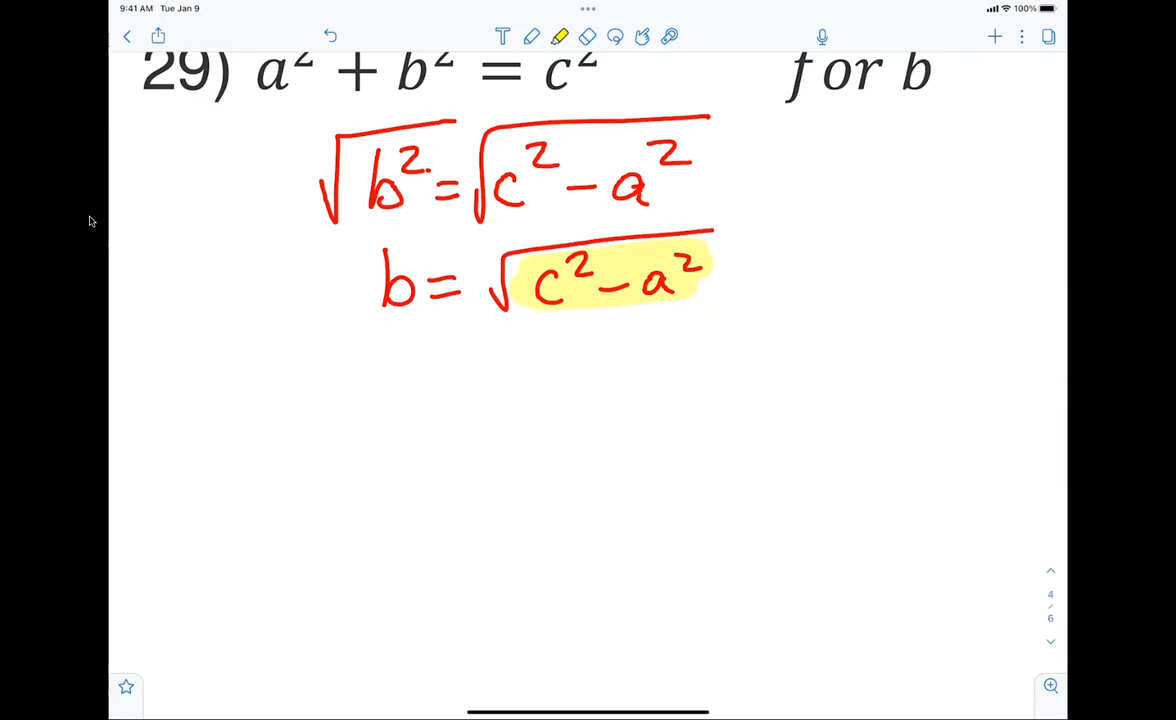 9:41 AM Tue Jan 9 100%
29) a² + b² = c² for b
√b² = √c² − a²
b = √c² − a²
4
/
6